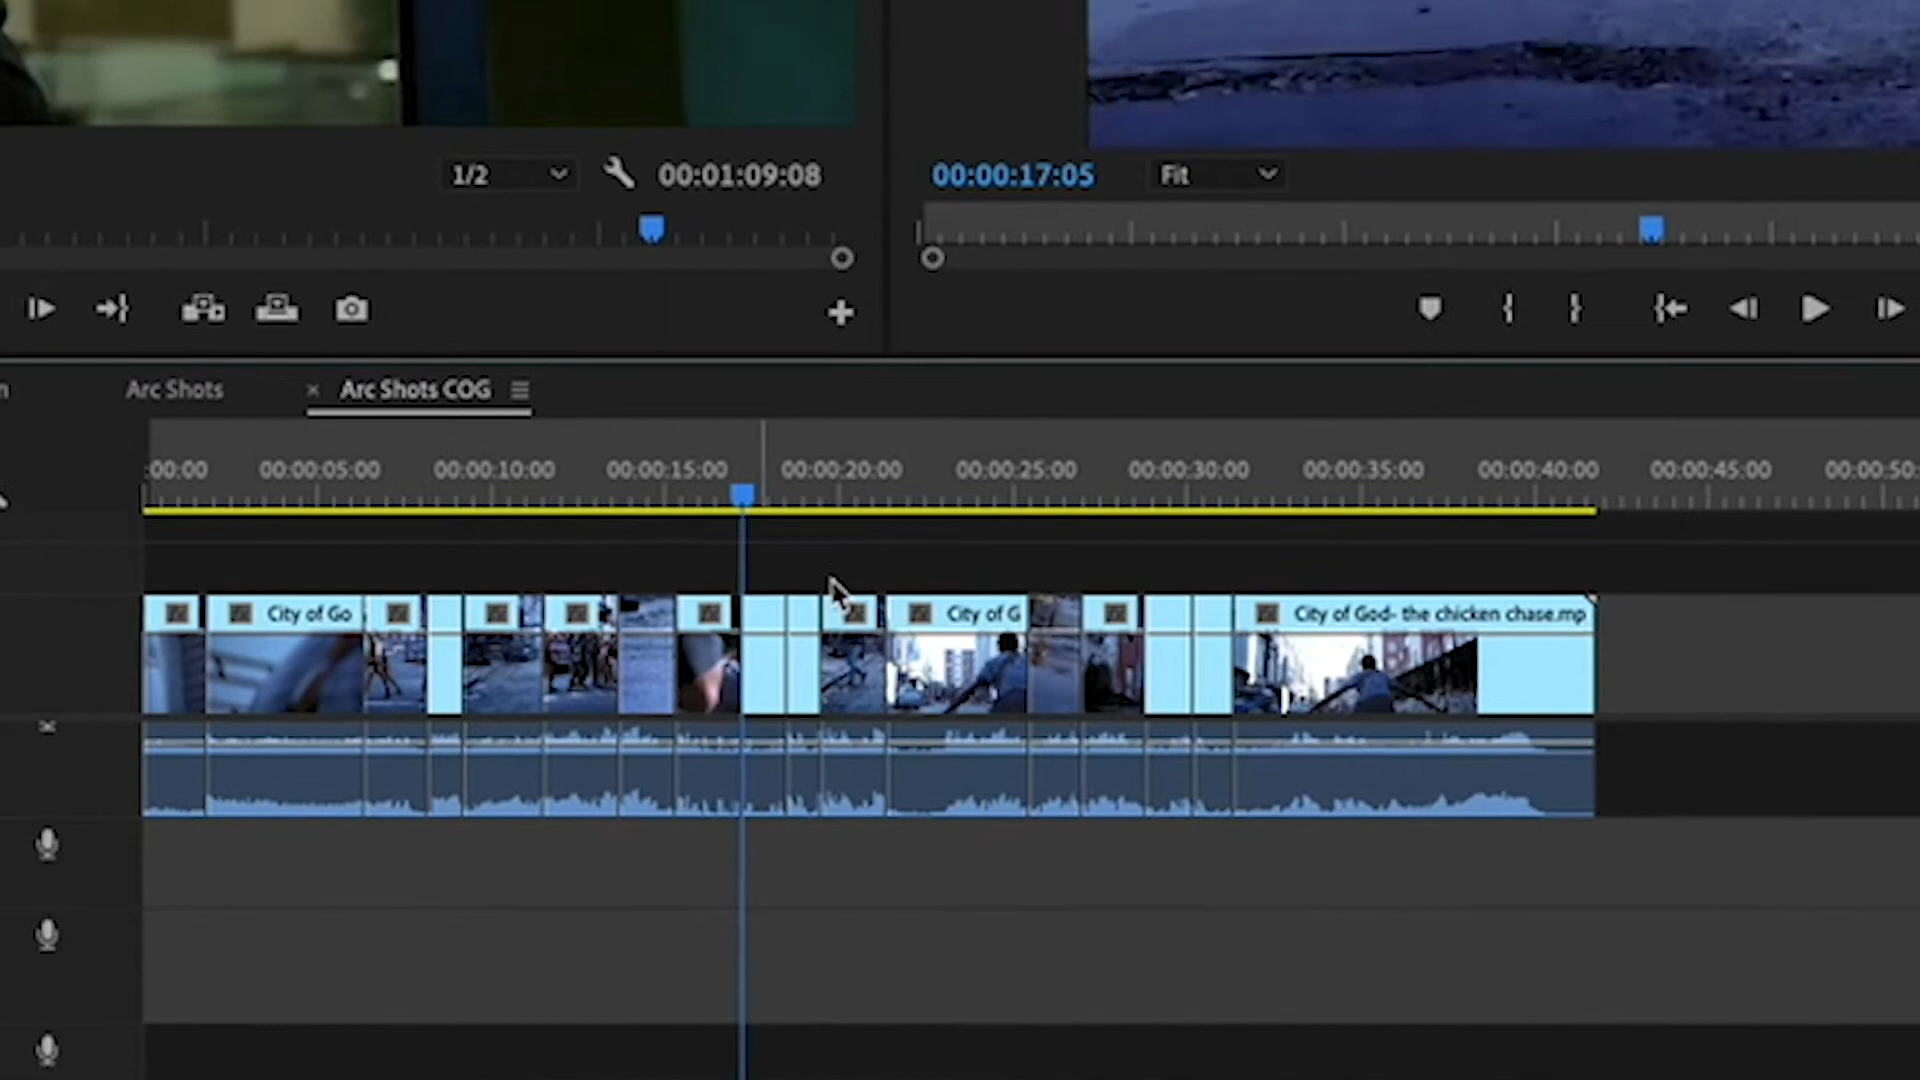 1/2 00:01:09:08 00:00:17:05 Fit
Arc Shots × Arc Shots COG
:00:00 00:00:05:00 00:00:10:00 00:00:15:00 00:00:20:00 00:00:25:00 00:00:30:00 00:00:35:00 00:00:40:00 00:00:45:00 00:00:50:
City of Go City of G City of God- the chicken chase.mp